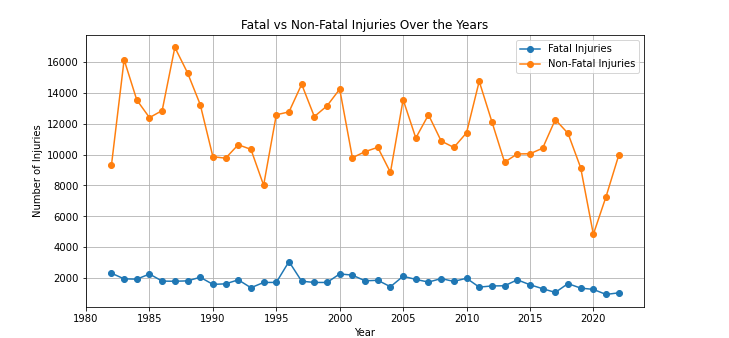 Fatal vs Non-Fatal Injuries Over the Years
Fatal Injuries
Non-Fatal Injuries
Number of Injuries
16000
14000
12000
10000
8000
6000
4000
2000
1980 1985 1990 1995 2000 2005 2010 2015 2020
Year